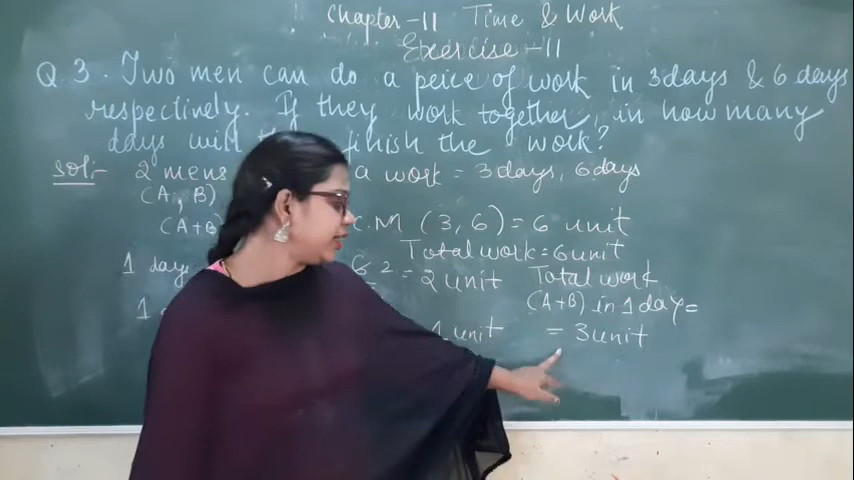 Chapter-11 Time & Work
Exercise-11
Q 3. Two men can do a peice of work in 3days & 6 days
respectively. If they work together, in how many
days will the finish the work?
Sol:- 2 mens a work = 3days, 6days
(A, B)
(A+B) C.M (3, 6) = 6 unit
Total work = 6unit
1 day = 2 unit Total work
(A+B) in 1 day =
1 unit = 3unit